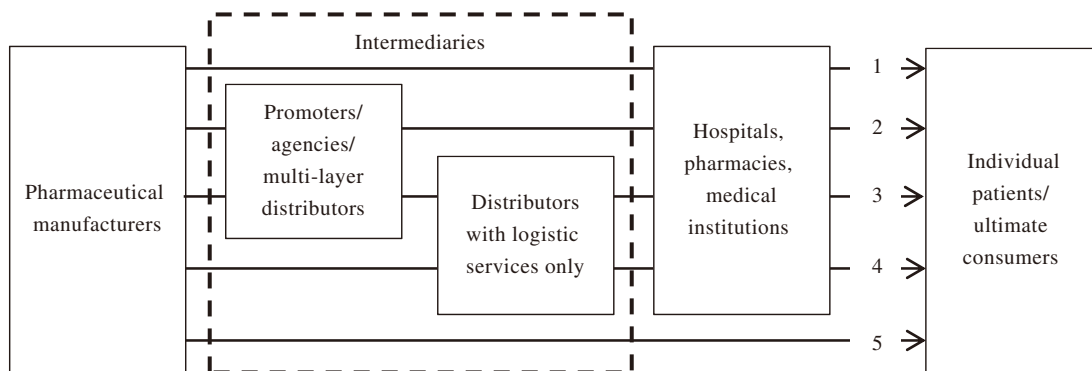 Intermediaries
Pharmaceutical
manufacturers
Promoters/
agencies/
multi-layer
distributors
Distributors
with logistic
services only
Hospitals,
pharmacies,
medical
institutions
1
2
3
4
5
Individual
patients/
ultimate
consumers